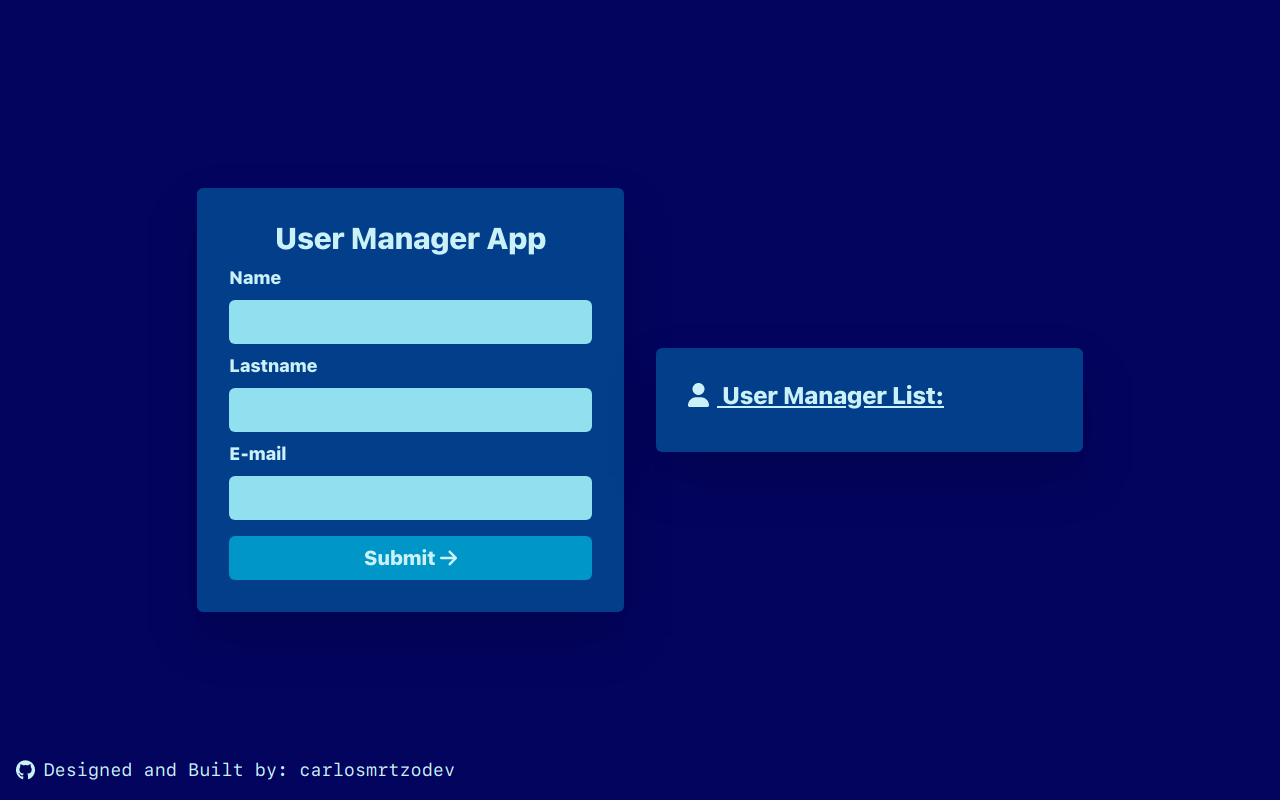 User Manager App
Name
Lastname
E-mail
Submit
User Manager List:
Designed and Built by: carlosmrtzodev